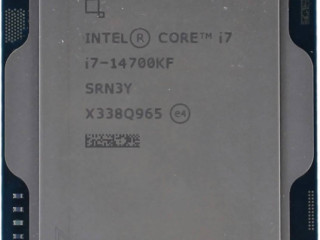 INTEL® CORE™ i7
i7-14700KF
SRN3Y
X338Q965 e4